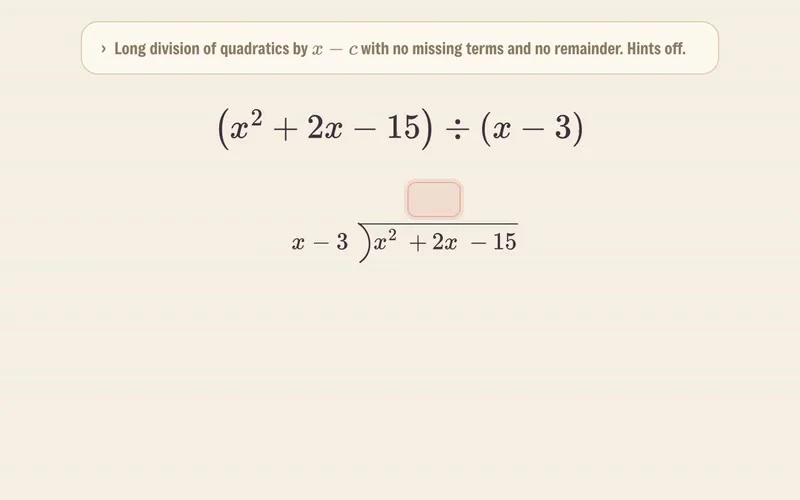 › Long division of quadratics by x − c with no missing terms and no remainder. Hints off.
(x² + 2x − 15) ÷ (x − 3)
x − 3 )x² + 2x − 15